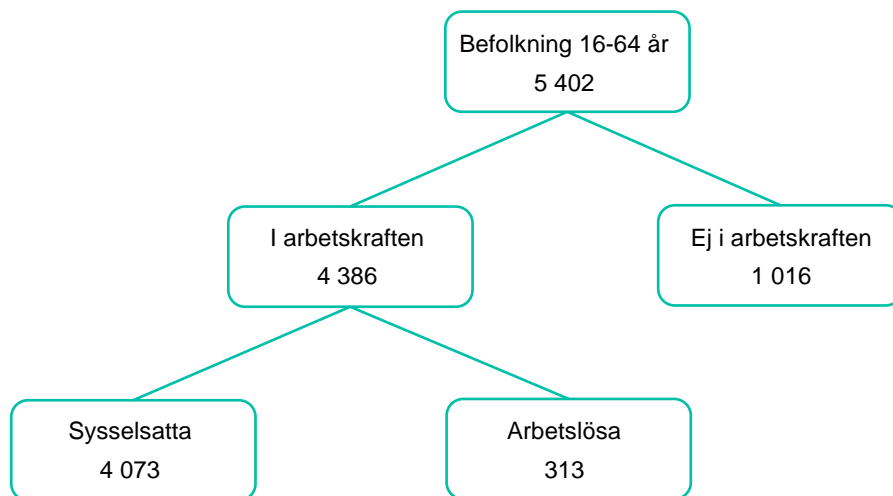 Befolkning 16-64 år
5 402
I arbetskraften
4 386
Ej i arbetskraften
1 016
Sysselsatta
4 073
Arbetslösa
313